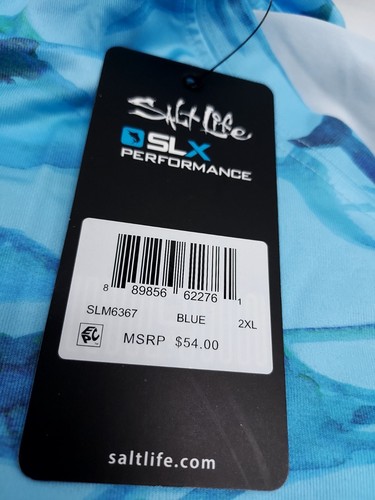 Salt Life
SLX
PERFORMANCE
8 89856 62276 1
SLM6367 BLUE 2XL
MSRP $54.00
saltlife.com